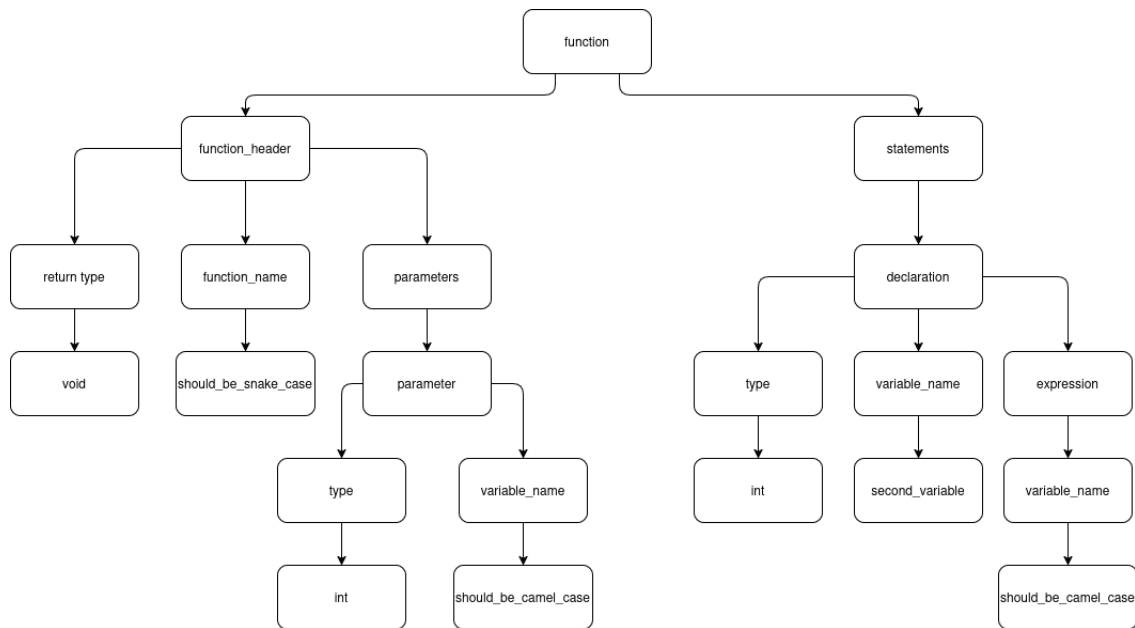 function
function_header
statements
return type
function_name
parameters
declaration
void
should_be_snake_case
parameter
type
variable_name
expression
type
variable_name
int
second_variable
variable_name
int
should_be_camel_case
should_be_camel_case